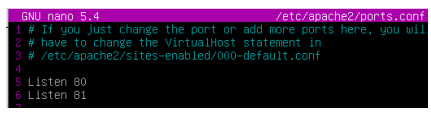 GNU nano 5.4 /etc/apache2/ports.conf
1 # If you just change the port or add more ports here, you wil
2 # have to change the VirtualHost statement in
3 # /etc/apache2/sites-enabled/000-default.conf
4
5 Listen 80
6 Listen 81
7